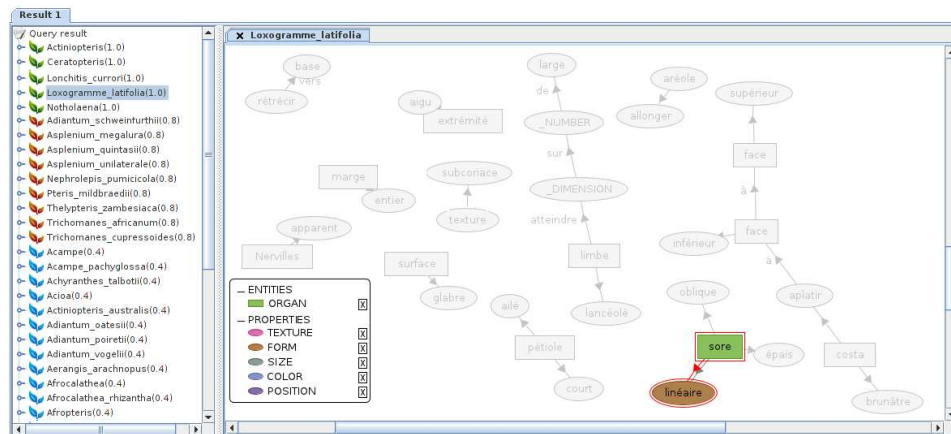 Result 1
Query result
Actiniopteris(1.0)
Ceratopteris(1.0)
Lonchitis_currori(1.0)
Loxogramme_latifolia(1.0)
Notholaena(1.0)
Adiantum_schweinfurthii(0.8)
Asplenium_megalura(0.8)
Asplenium_quintasii(0.8)
Asplenium_unilaterale(0.8)
Nephrolepis_pumicicola(0.8)
Pteris_mildbraedii(0.8)
Thelypteris_zambesiaca(0.8)
Trichomanes_africanum(0.8)
Trichomanes_cupressoides(0.8)
Acampe(0.4)
Acampe_pachyglossa(0.4)
Achyranthes_talbotii(0.4)
Acioa(0.4)
Actiniopteris_australis(0.4)
Adiantum_oatesii(0.4)
Adiantum_poiretii(0.4)
Adiantum_vogelii(0.4)
Aerangis_arachnopus(0.4)
Afrocalathea(0.4)
Afrocalathea_rhizantha(0.4)
Afropteris(0.4)
Loxogramme_latifolia
base
vers
rétrécir
aigu
extrémité
large
de
_NUMBER
sur
_DIMENSION
atteindre
limbe
lancéolé
aréole
allonger
supérieur
face
à
face
inférieur
à
aplatir
costa
brunâtre
marge
entier
subcoriace
texture
apparent
Nervilles
surface
glabre
ailé
pétiole
court
oblique
sore
épais
linéaire
ENTITIES
ORGAN X
PROPERTIES
TEXTURE X
FORM X
SIZE X
COLOR X
POSITION X